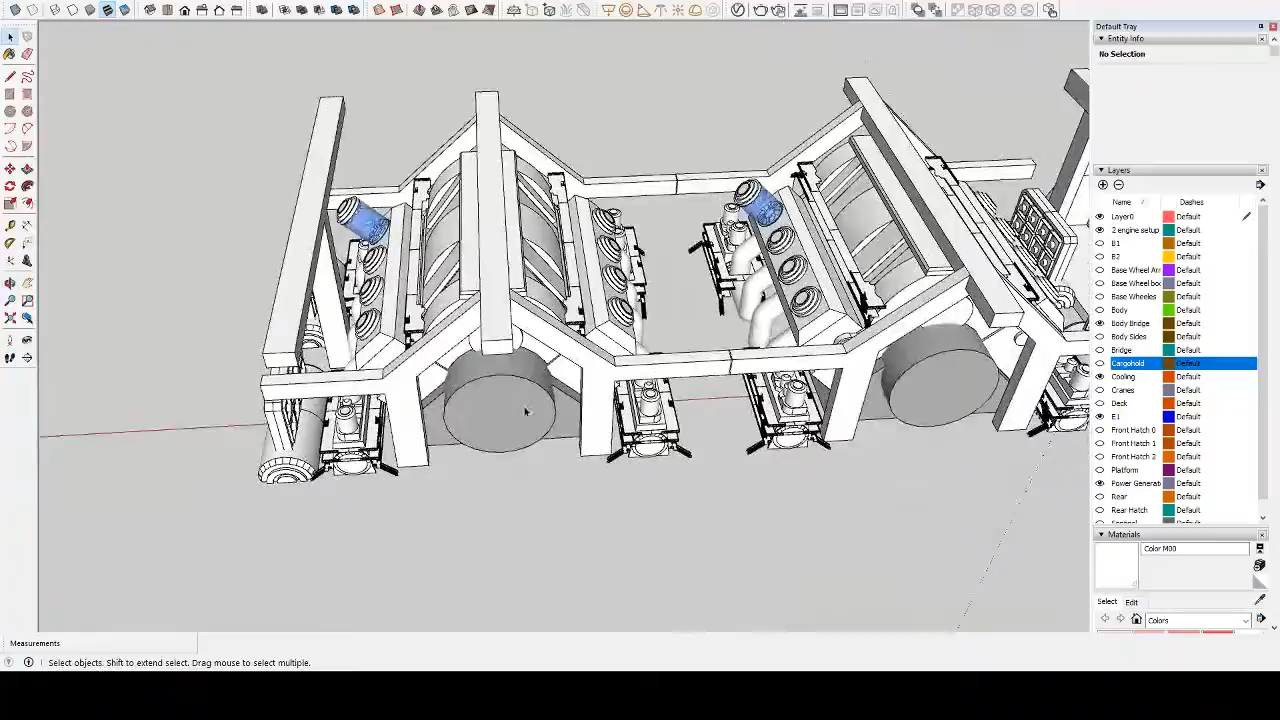 Default Tray
Entity Info
No Selection
Layers
Name Dashes
Layer0 Default
2 engine setup Default
B1 Default
B2 Default
Base Wheel Arr Default
Base Wheel boc Default
Base Wheeles Default
Body Default
Body Bridge Default
Body Sides Default
Bridge Default
Cargohold Default
Cooling Default
Cranes Default
Deck Default
E1 Default
Front Hatch 0 Default
Front Hatch 1 Default
Front Hatch 2 Default
Platform Default
Power Generat Default
Rear Default
Rear Hatch Default
Materials
Color M00
Select Edit
Colors
Measurements
Select objects. Shift to extend select. Drag mouse to select multiple.